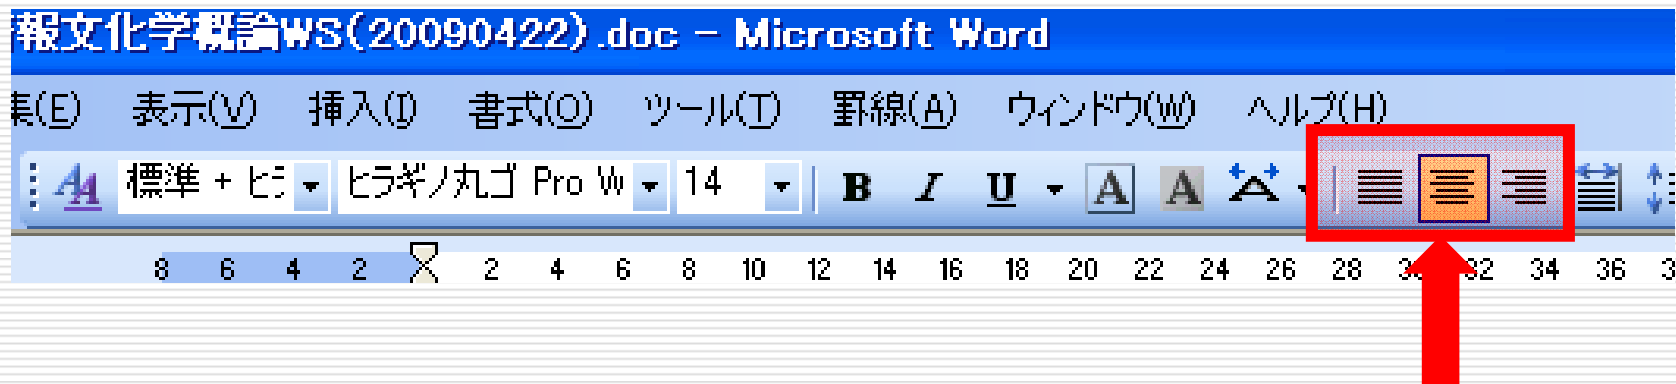 報文化学概論WS(20090422).doc - Microsoft Word
集(E) 表示(V) 挿入(I) 書式(O) ツール(T) 罫線(A) ウィンドウ(W) ヘルプ(H)
標準 + ヒラ ヒラギノ丸ゴ Pro W 14 B I U A A A
8 6 4 2 2 4 6 8 10 12 14 16 18 20 22 24 26 28 30 32 34 36